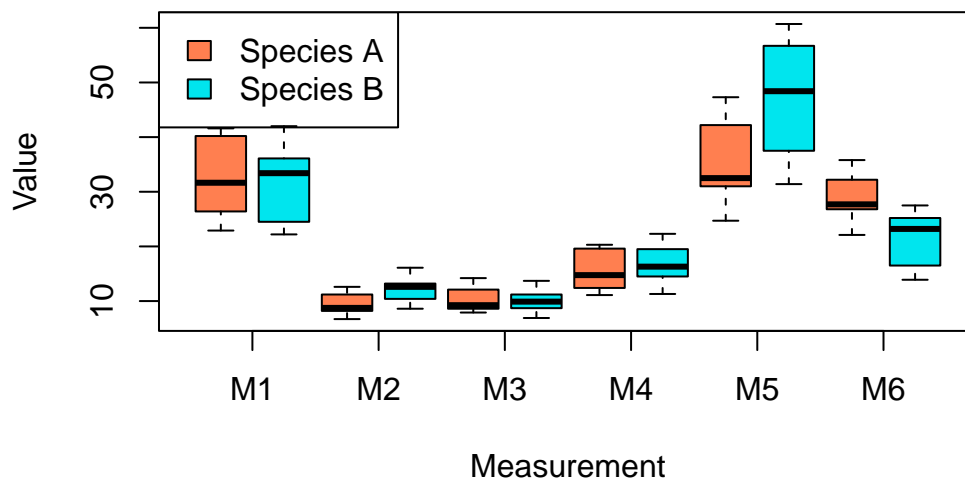 Species A
Species B
Value
50
30
10
M1 M2 M3 M4 M5 M6
Measurement